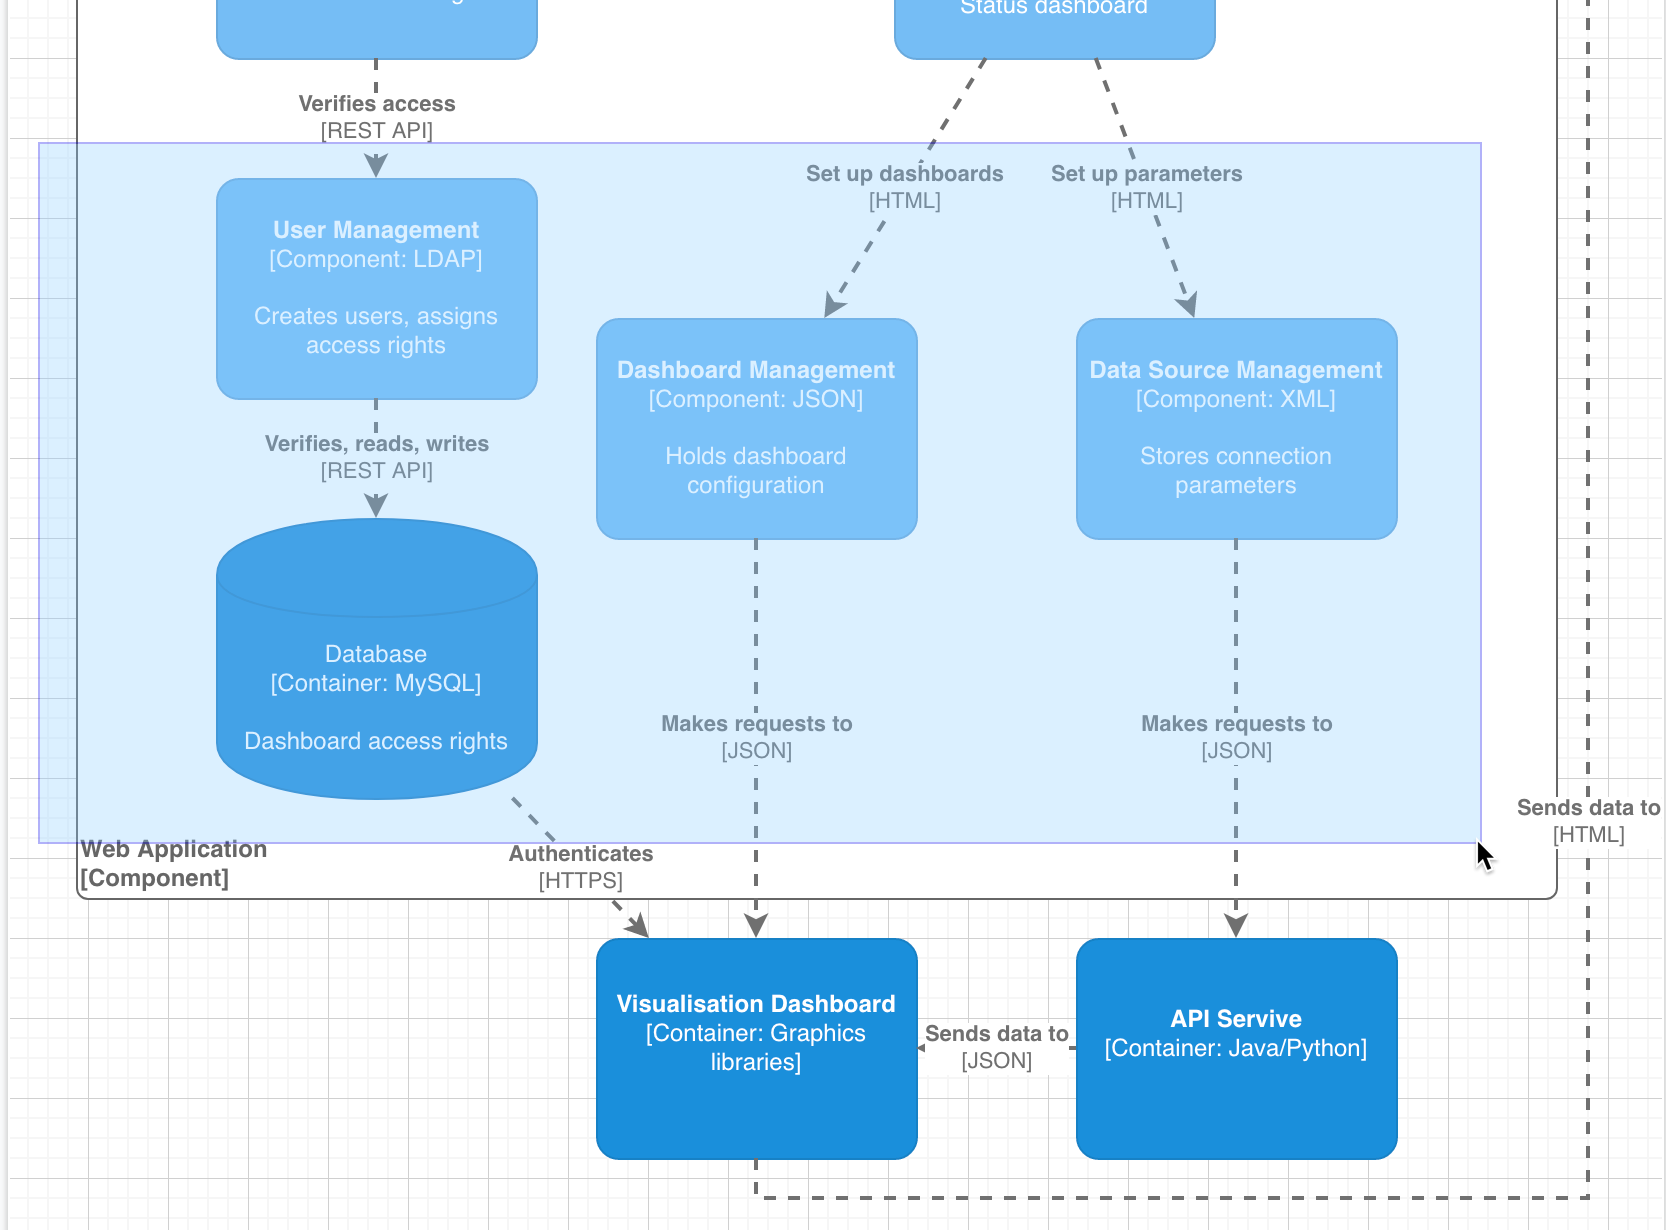 Status dashboard
Verifies access
[REST API]
Set up dashboards
[HTML]
Set up parameters
[HTML]
User Management
[Component: LDAP]
Creates users, assigns
access rights
Dashboard Management
[Component: JSON]
Holds dashboard
configuration
Data Source Management
[Component: XML]
Stores connection
parameters
Verifies, reads, writes
[REST API]
Database
[Container: MySQL]
Dashboard access rights
Makes requests to
[JSON]
Makes requests to
[JSON]
Sends data to
[HTML]
Web Application
[Component]
Authenticates
[HTTPS]
Visualisation Dashboard
[Container: Graphics
libraries]
Sends data to
[JSON]
API Servive
[Container: Java/Python]